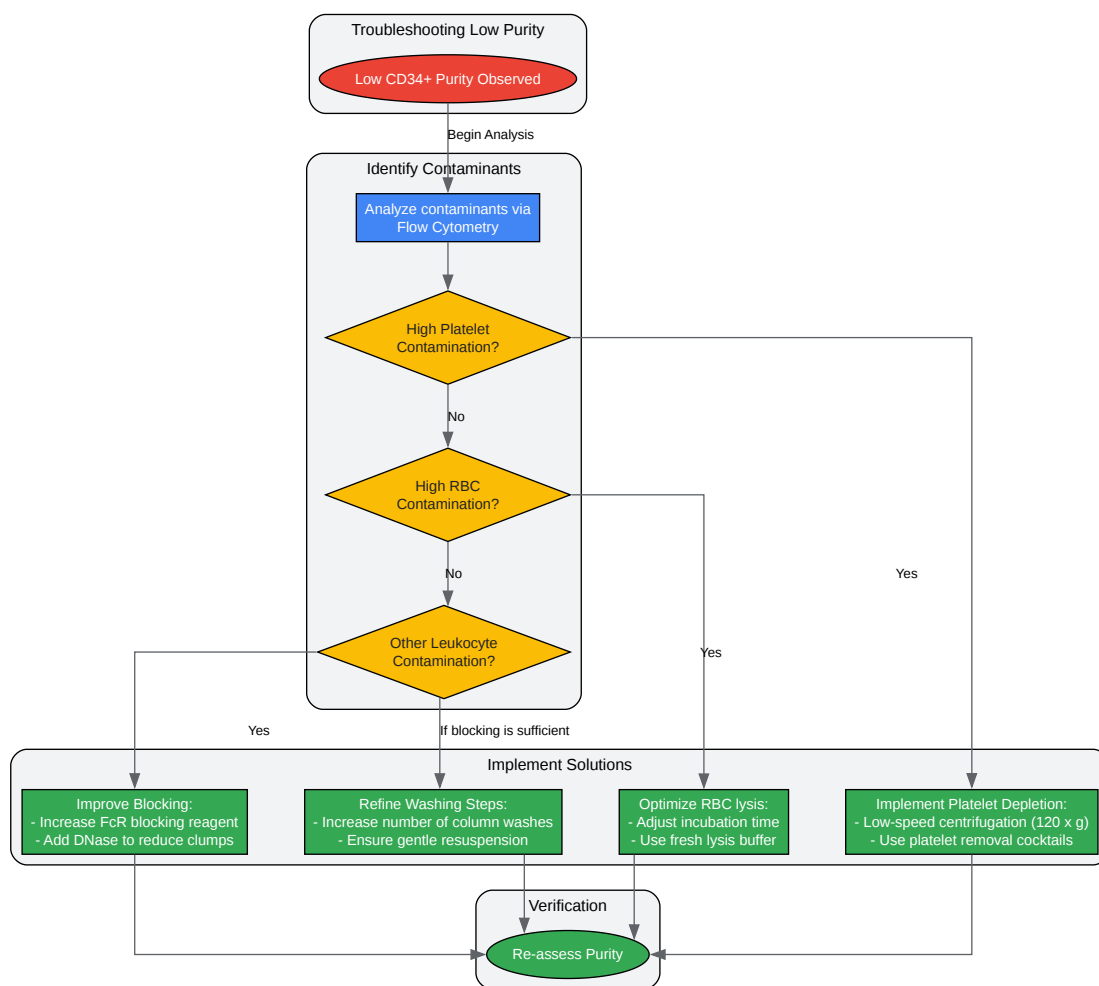 Troubleshooting Low Purity
Low CD34+ Purity Observed
Begin Analysis
Identify Contaminants
Analyze contaminants via
Flow Cytometry
High Platelet
Contamination?
No
High RBC
Contamination?
No
Yes
Other Leukocyte
Contamination?
Yes
Yes
If blocking is sufficient
Implement Solutions
Improve Blocking:
- Increase FcR blocking reagent
- Add DNase to reduce clumps
Refine Washing Steps:
- Increase number of column washes
- Ensure gentle resuspension
Optimize RBC lysis:
- Adjust incubation time
- Use fresh lysis buffer
Implement Platelet Depletion:
- Low-speed centrifugation (120 x g)
- Use platelet removal cocktails
Verification
Re-assess Purity